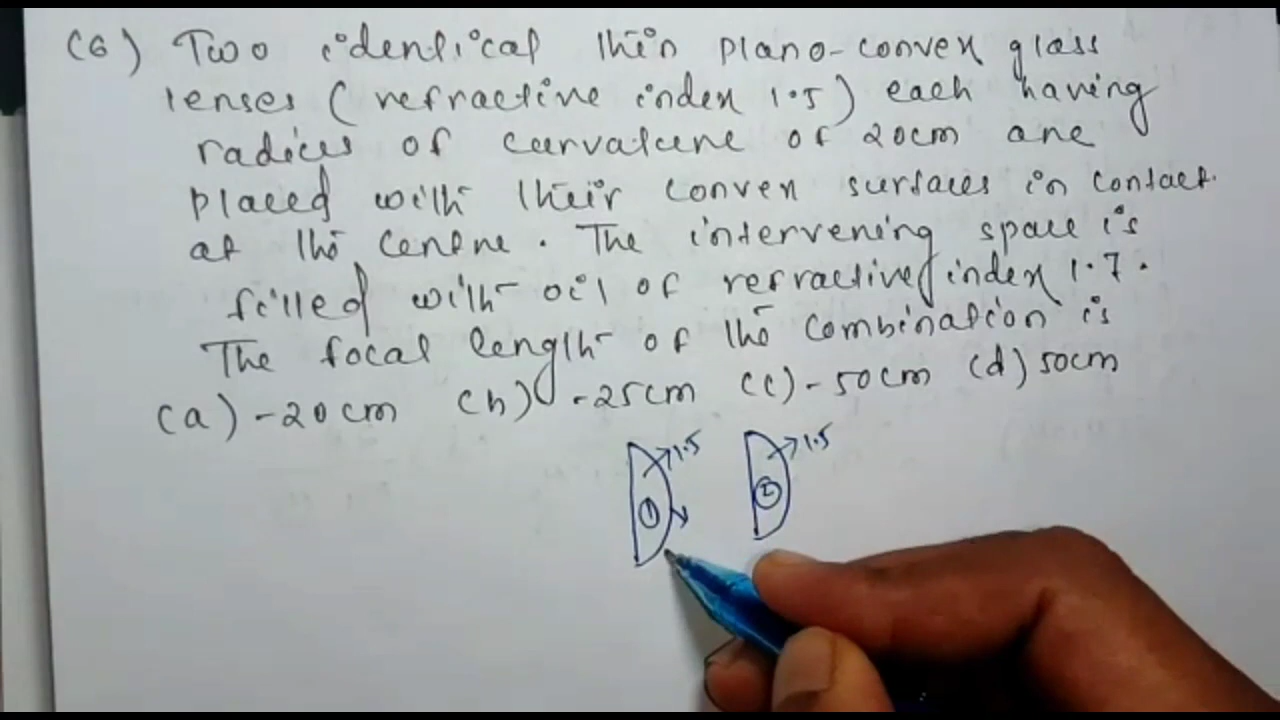 (6) Two identical thin plano-convex glass
lenses (refractive index 1.5) each having
radius of curvature of 20cm are
placed with their convex surfaces in contact.
at the centre. The intervening space is
filled with oil of refractive index 1.7.
The focal length of the combination is
(a) -20cm (b) -25cm (c) -50cm (d) 50cm
1.5 1.5
1 2